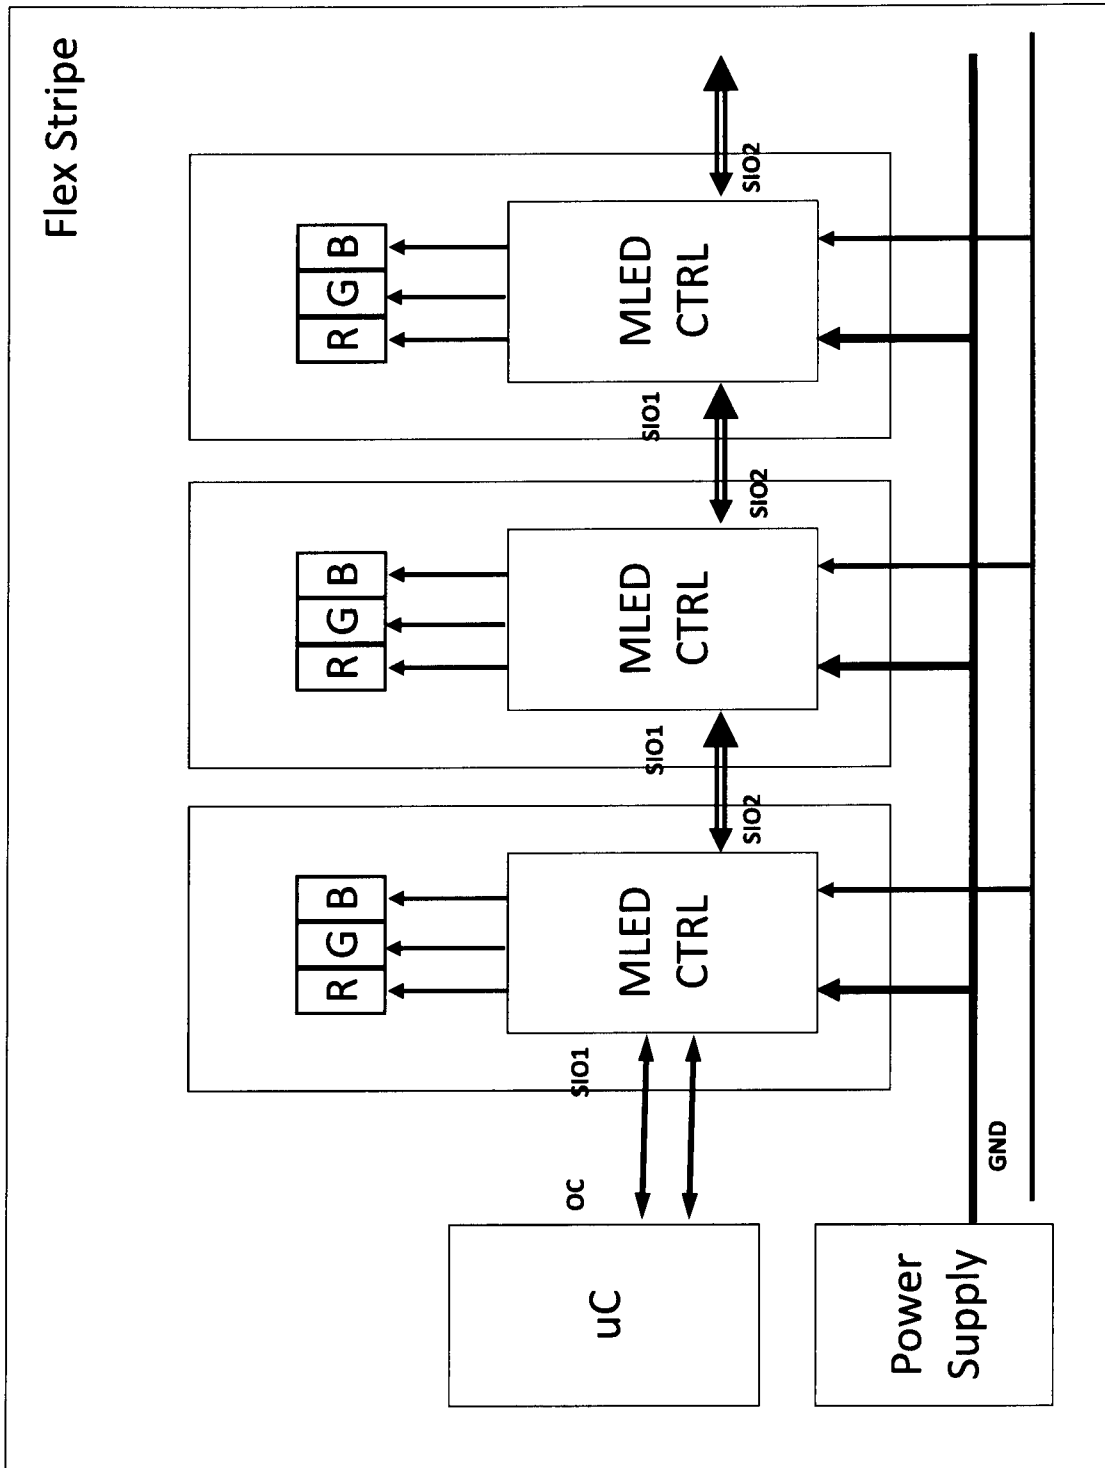 Flex Stripe
R G B
R G B
R G B
uC
OC
SIO1
MLED
CTRL
SIO2
SIO1
MLED
CTRL
SIO2
SIO1
MLED
CTRL
SIO2
Power
Supply
GND